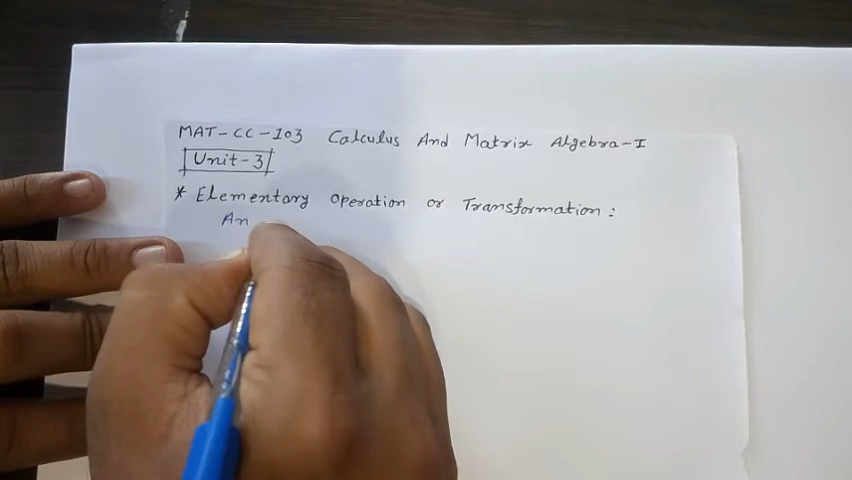 MAT-CC-103 Calculus And Matrix Algebra-I
Unit-3
* Elementary Operation or Transformation :
An